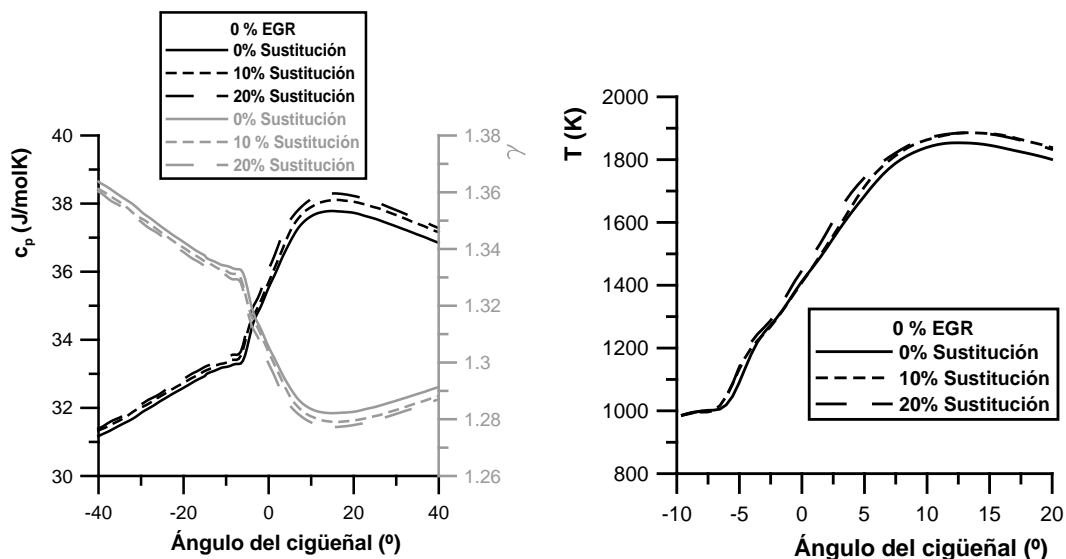 0 % EGR
0% Sustitución
10% Sustitución
20% Sustitución
0% Sustitución
10 % Sustitución
20% Sustitución
cp (J/molK)
40
38
36
34
32
30
γ
1.38
1.36
1.34
1.32
1.3
1.28
1.26
-40
-20
0
20
40
Ángulo del cigüeñal (º)
T (K)
2000
1800
1600
1400
1200
1000
800
0 % EGR
0% Sustitución
10% Sustitución
20% Sustitución
-10
-5
0
5
10
15
20
Ángulo del cigüeñal (º)